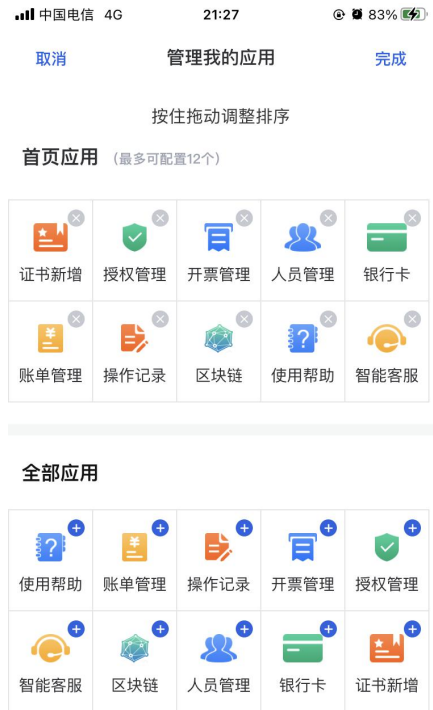 中国电信 4G 21:27 83%
取消 管理我的应用 完成
按住拖动调整排序
首页应用 (最多可配置12个)
证书新增 授权管理 开票管理 人员管理 银行卡
账单管理 操作记录 区块链 使用帮助 智能客服
全部应用
使用帮助 账单管理 操作记录 开票管理 授权管理
智能客服 区块链 人员管理 银行卡 证书新增